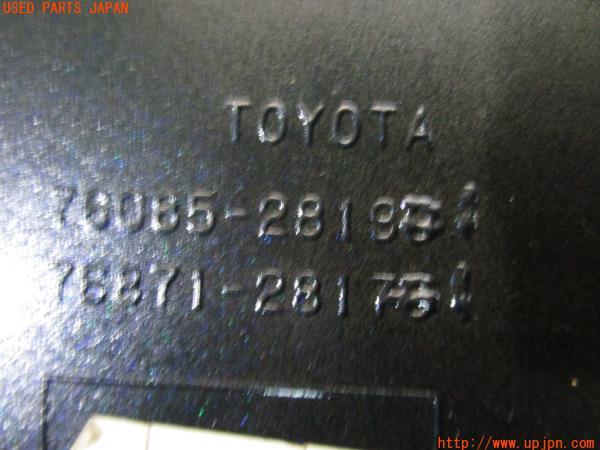 USED PARTS JAPAN
TOYOTA
76085-2819
76871-2817
http://www.upjpn.com/